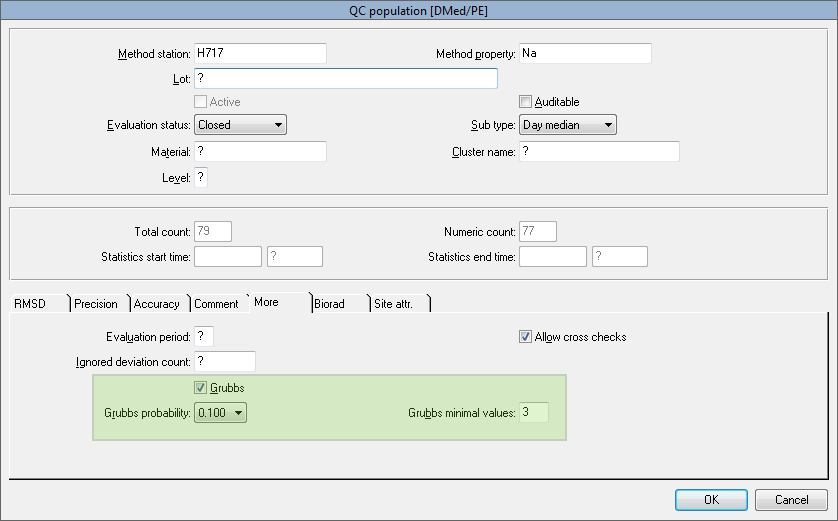 QC population [DMed/PE]
Method station: H717 Method property: Na
Lot: ?
Active Auditable
Evaluation status: Closed Sub type: Day median
Material: ? Cluster name: ?
Level: ?
Total count: 79 Numeric count: 77
Statistics start time: ? Statistics end time: ?
RMSD Precision Accuracy Comment More Biorad Site attr.
Evaluation period: ? Allow cross checks
Ignored deviation count: ?
Grubbs
Grubbs probability: 0.100 Grubbs minimal values: 3
OK Cancel